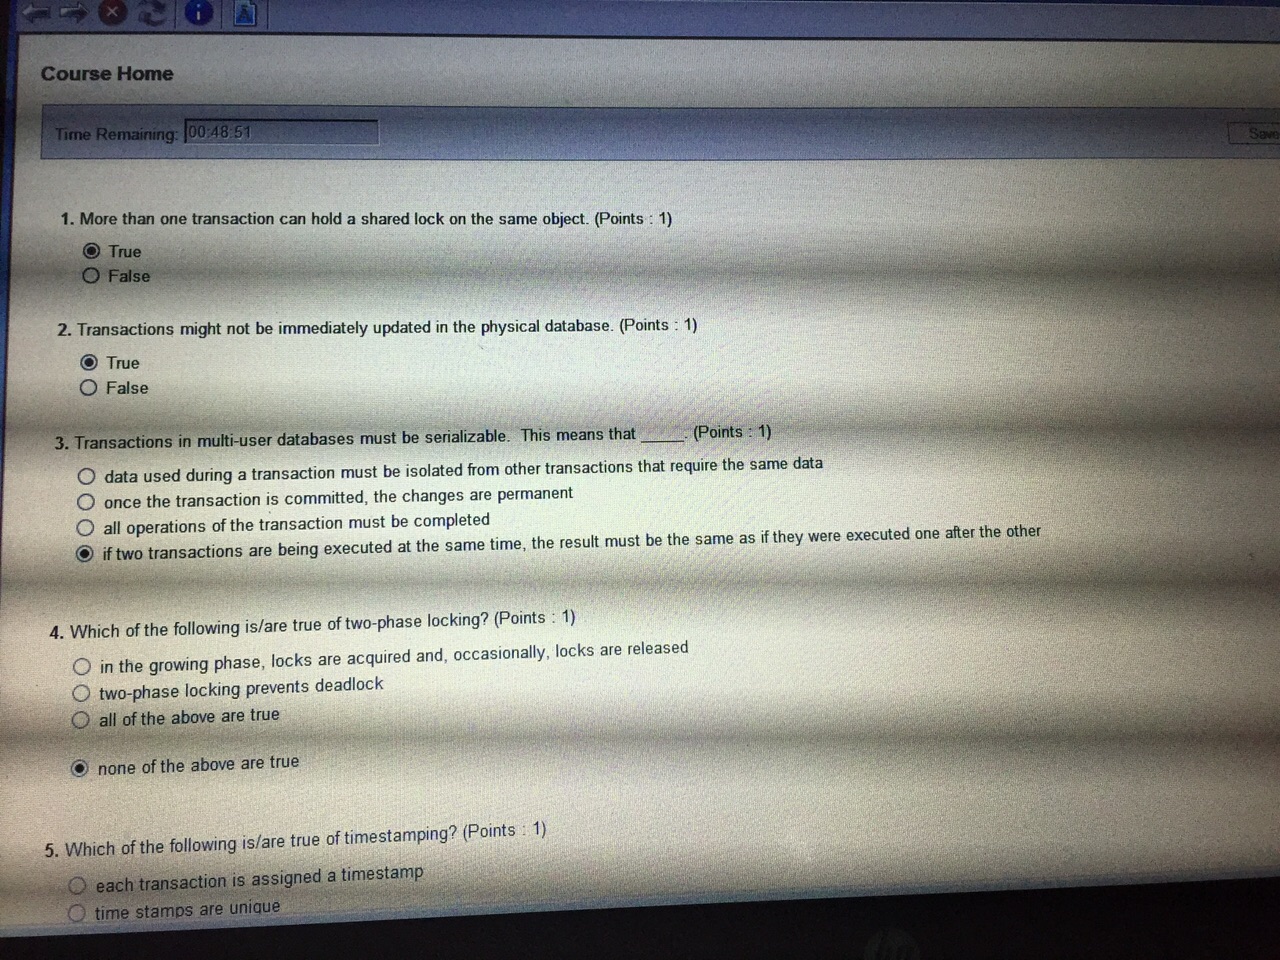 Course Home
Time Remaining: 00:48:51
Save
1. More than one transaction can hold a shared lock on the same object. (Points : 1)
True
False
2. Transactions might not be immediately updated in the physical database. (Points : 1)
True
False
3. Transactions in multi-user databases must be serializable. This means that _____. (Points : 1)
data used during a transaction must be isolated from other transactions that require the same data
once the transaction is committed, the changes are permanent
all operations of the transaction must be completed
if two transactions are being executed at the same time, the result must be the same as if they were executed one after the other
4. Which of the following is/are true of two-phase locking? (Points : 1)
in the growing phase, locks are acquired and, occasionally, locks are released
two-phase locking prevents deadlock
all of the above are true
none of the above are true
5. Which of the following is/are true of timestamping? (Points : 1)
each transaction is assigned a timestamp
time stamps are unique